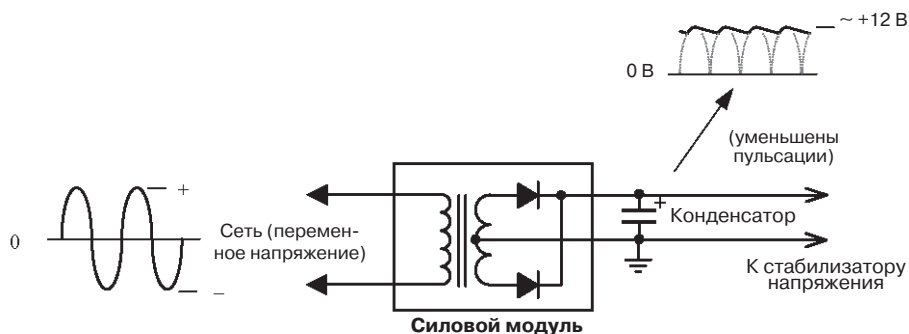 ~ +12 В
0 В
(уменьшены
пульсации)
+
0
–
Сеть (перемен-
ное напряжение)
+
Конденсатор
К стабилизатору
напряжения
Силовой модуль